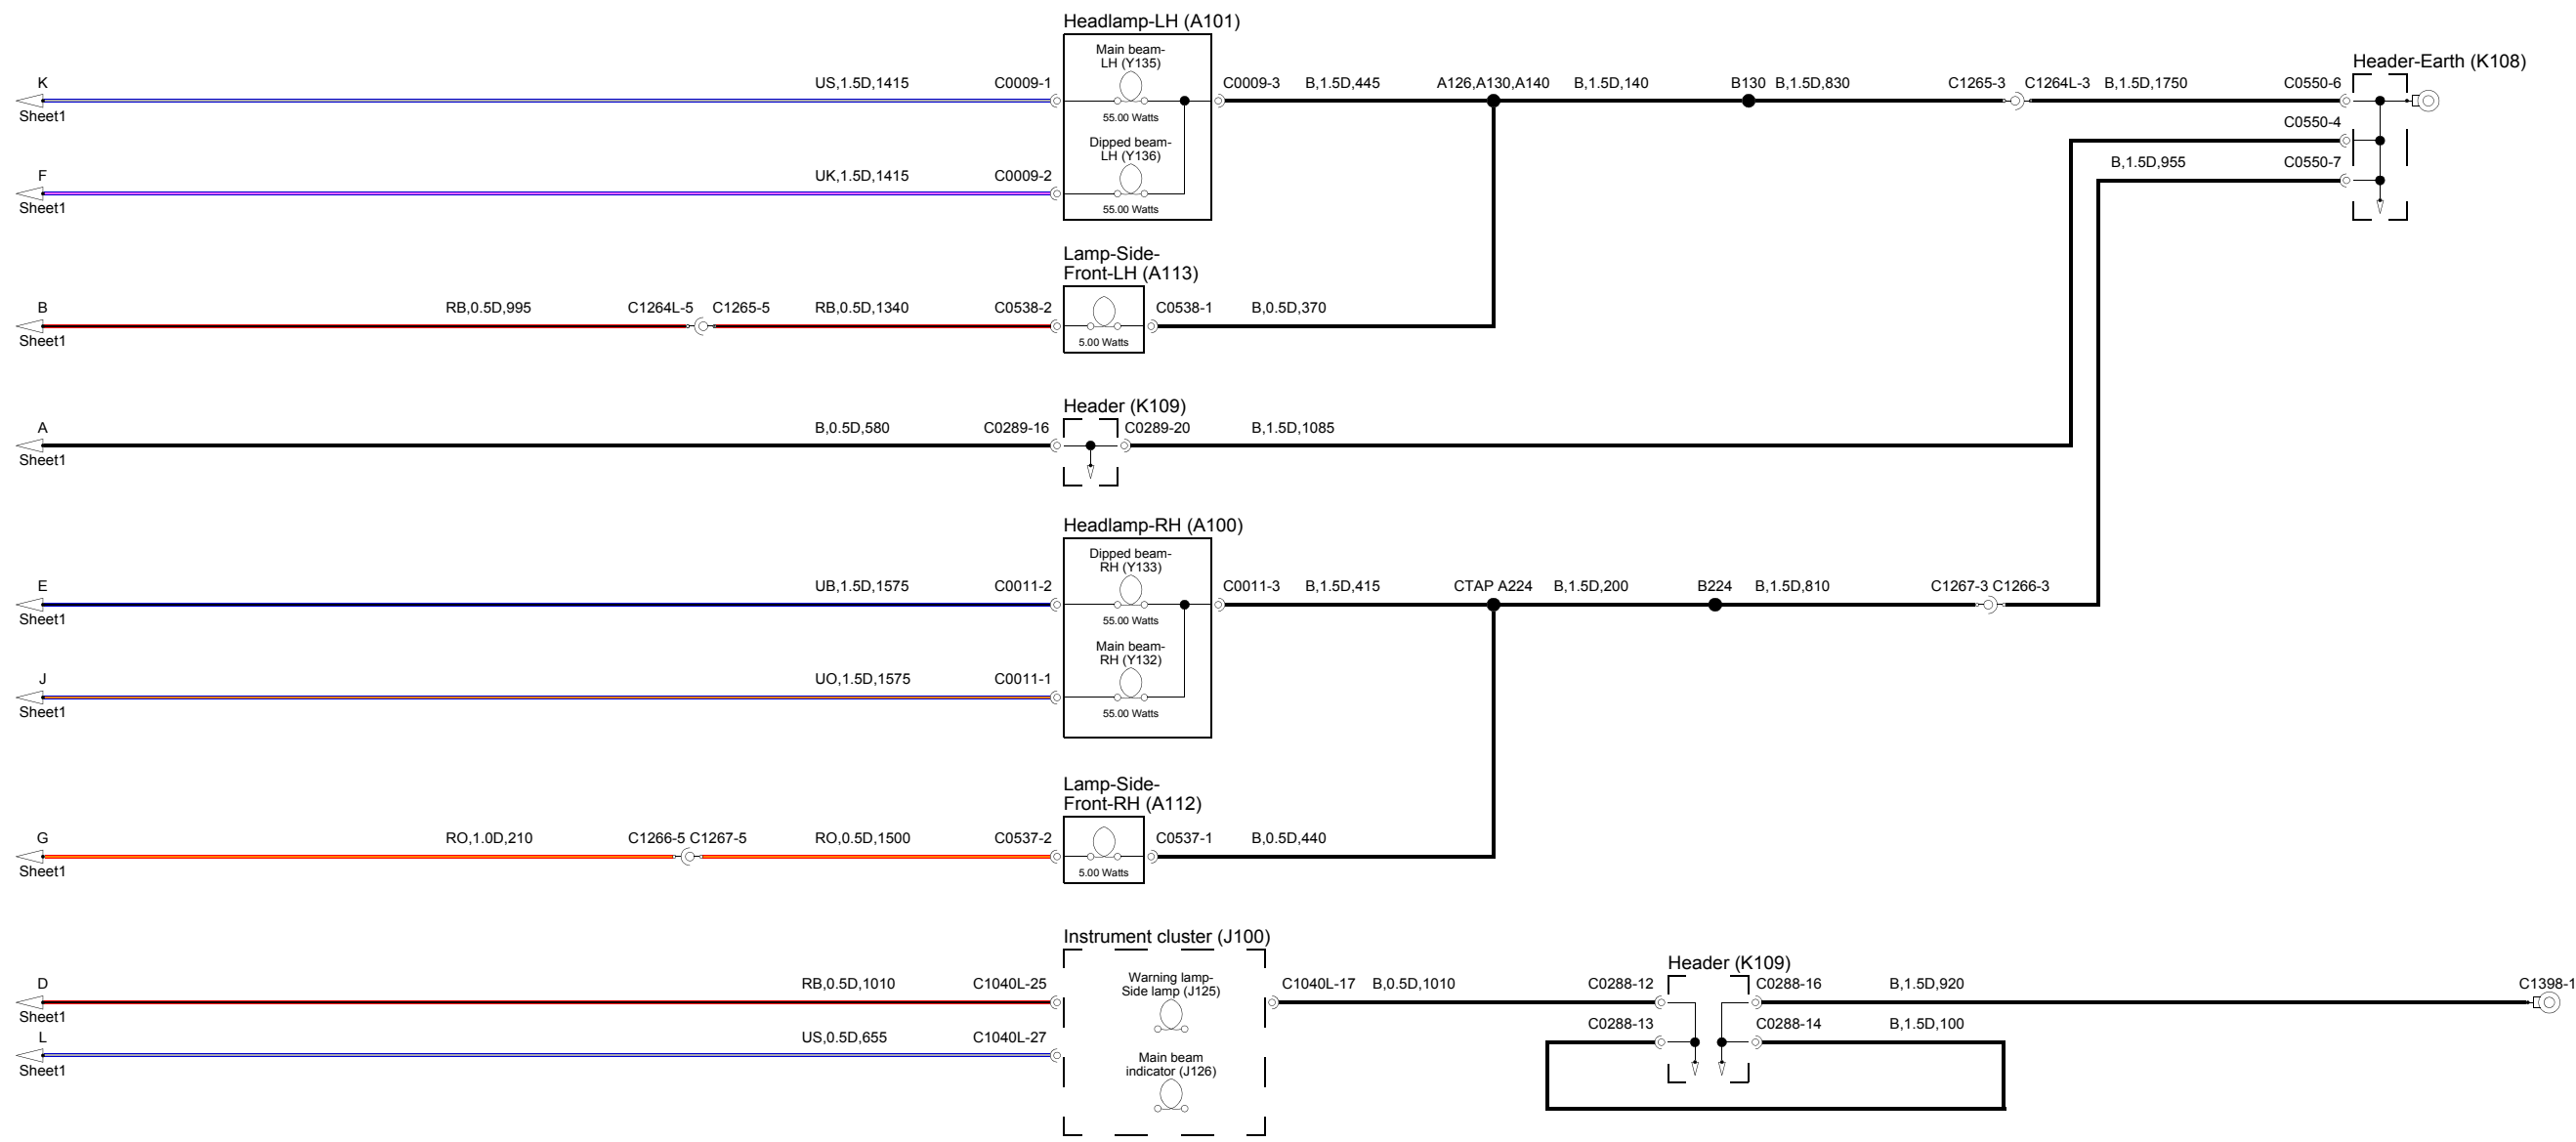 Headlamp-LH (A101)
Main beam-
LH (Y135)
55.00 Watts
Dipped beam-
LH (Y136)
55.00 Watts
Header-Earth (K108)
K
Sheet1
US,1.5D,1415
C0009-1
C0009-3
B,1.5D,445
A126,A130,A140
B,1.5D,140
B130
B,1.5D,830
C1265-3
C1264L-3
B,1.5D,1750
C0550-6
C0550-4
B,1.5D,955
C0550-7
F
Sheet1
UK,1.5D,1415
C0009-2
Lamp-Side-
Front-LH (A113)
5.00 Watts
B
Sheet1
RB,0.5D,995
C1264L-5
C1265-5
RB,0.5D,1340
C0538-2
C0538-1
B,0.5D,370
Header (K109)
A
Sheet1
B,0.5D,580
C0289-16
C0289-20
B,1.5D,1085
Headlamp-RH (A100)
Dipped beam-
RH (Y133)
55.00 Watts
Main beam-
RH (Y132)
55.00 Watts
E
Sheet1
UB,1.5D,1575
C0011-2
C0011-3
B,1.5D,415
CTAP A224
B,1.5D,200
B224
B,1.5D,810
C1267-3 C1266-3
J
Sheet1
UO,1.5D,1575
C0011-1
Lamp-Side-
Front-RH (A112)
5.00 Watts
G
Sheet1
RO,1.0D,210
C1266-5 C1267-5
RO,0.5D,1500
C0537-2
C0537-1
B,0.5D,440
Instrument cluster (J100)
Warning lamp-
Side lamp (J125)
Main beam
indicator (J126)
D
Sheet1
RB,0.5D,1010
C1040L-25
C1040L-17
B,0.5D,1010
C0288-12
Header (K109)
C0288-16
B,1.5D,920
C1398-1
C0288-13
C0288-14
B,1.5D,100
L
Sheet1
US,0.5D,655
C1040L-27